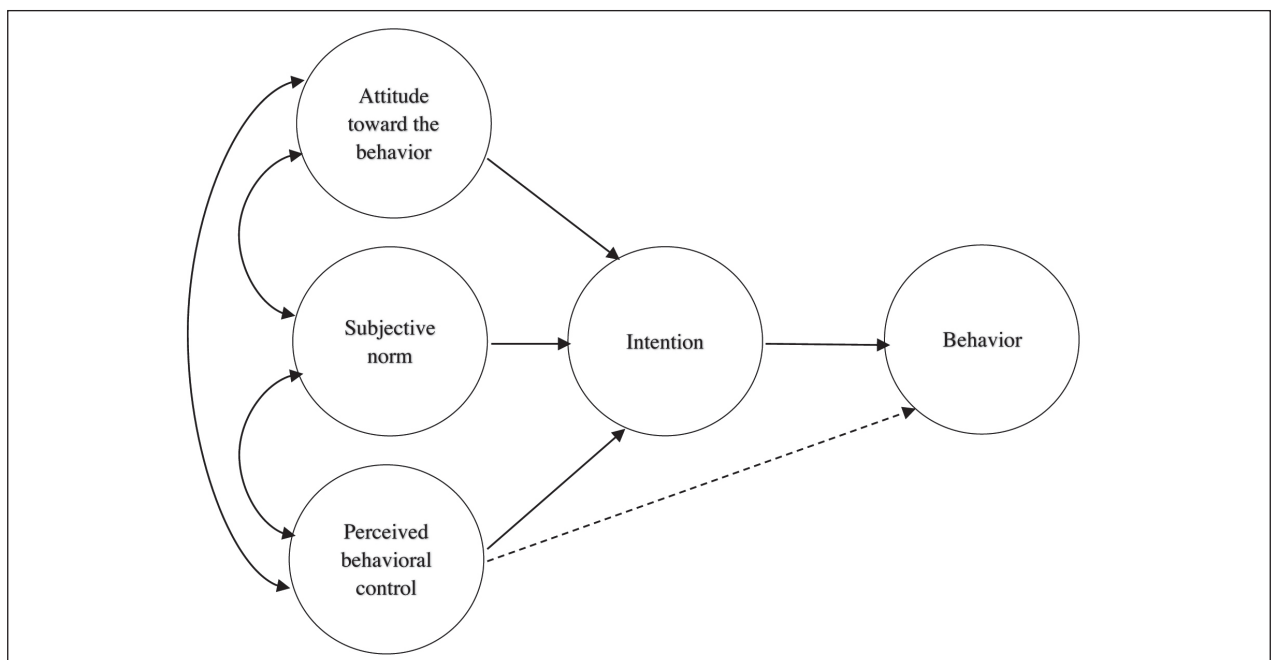 Attitude
toward the
behavior
Subjective
norm
Intention
Behavior
Perceived
behavioral
control